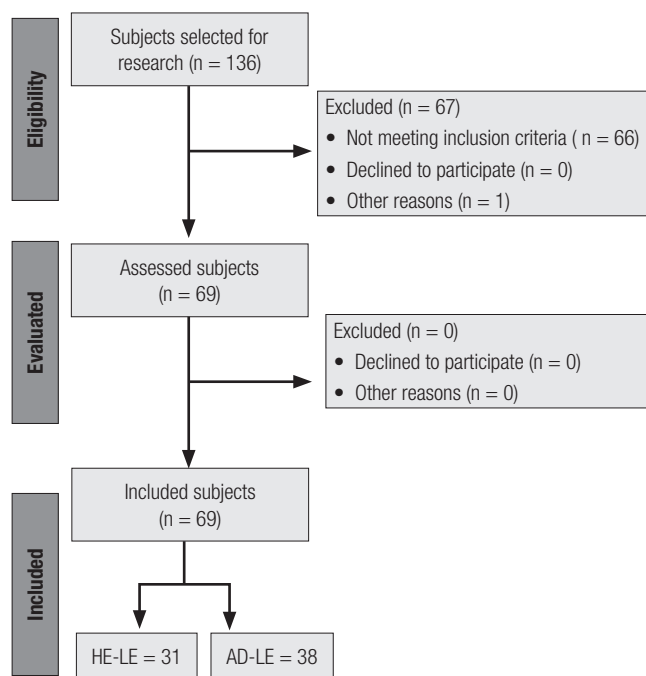 Eligibility
Subjects selected for
research (n = 136)
Excluded (n = 67)
• Not meeting inclusion criteria ( n = 66)
• Declined to participate (n = 0)
• Other reasons (n = 1)
Evaluated
Assessed subjects
(n = 69)
Excluded (n = 0)
• Declined to participate (n = 0)
• Other reasons (n = 0)
Included
Included subjects
(n = 69)
HE-LE = 31
AD-LE = 38